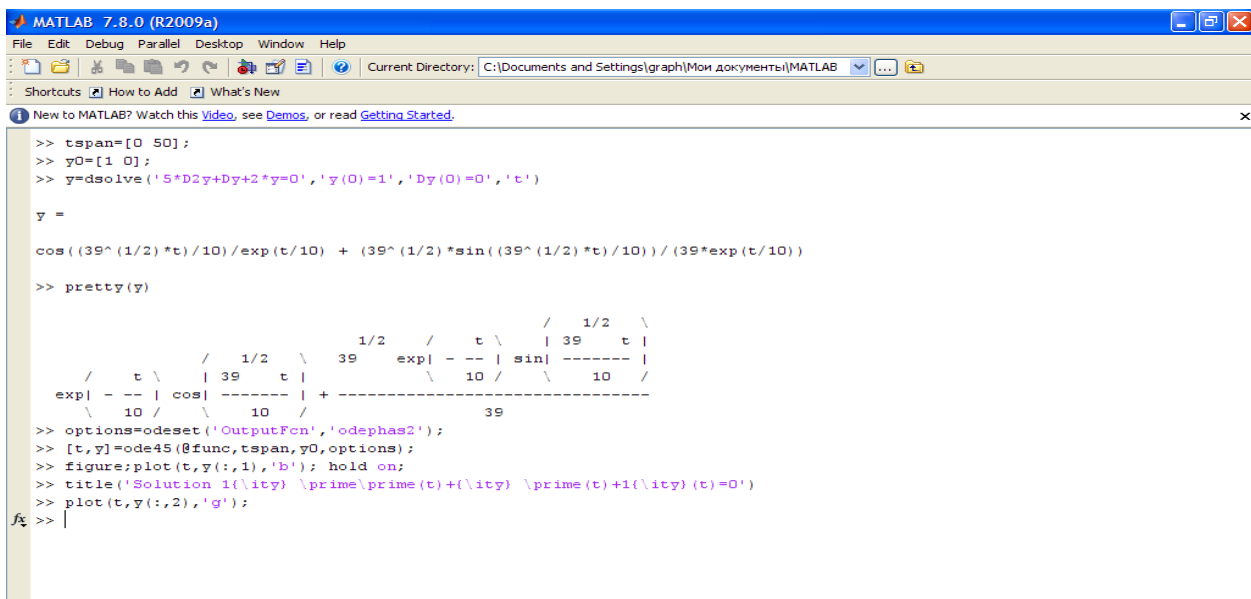 MATLAB 7.8.0 (R2009a)
File Edit Debug Parallel Desktop Window Help
Current Directory: C:\Documents and Settings\graph\Мои документы\MATLAB
Shortcuts How to Add What's New
New to MATLAB? Watch this Video, see Demos, or read Getting Started.
>> tspan=[0 50];
>> y0=[1 0];
>> y=dsolve('5*D2y+Dy+2*y=0','y(0)=1','Dy(0)=0','t')
y =
cos((39^(1/2)*t)/10)/exp(t/10) + (39^(1/2)*sin((39^(1/2)*t)/10))/(39*exp(t/10))
>> pretty(y)
                                                  /   1/2   \
                                1/2    /    t \   | 39    t |
               /   1/2   \    39    exp| - -- | sin| ------- |
   /    t \    | 39    t |             \   10 /   \    10   /
exp| - -- | cos| ------- | + --------------------------------
   \   10 /    \    10   /                  39
>> options=odeset('OutputFcn','odephas2');
>> [t,y]=ode45(@func,tspan,y0,options);
>> figure;plot(t,y(:,1),'b'); hold on;
>> title('Solution 1{\ity} \prime\prime(t)+{\ity} \prime(t)+1{\ity}(t)=0')
>> plot(t,y(:,2),'g');
fx >>